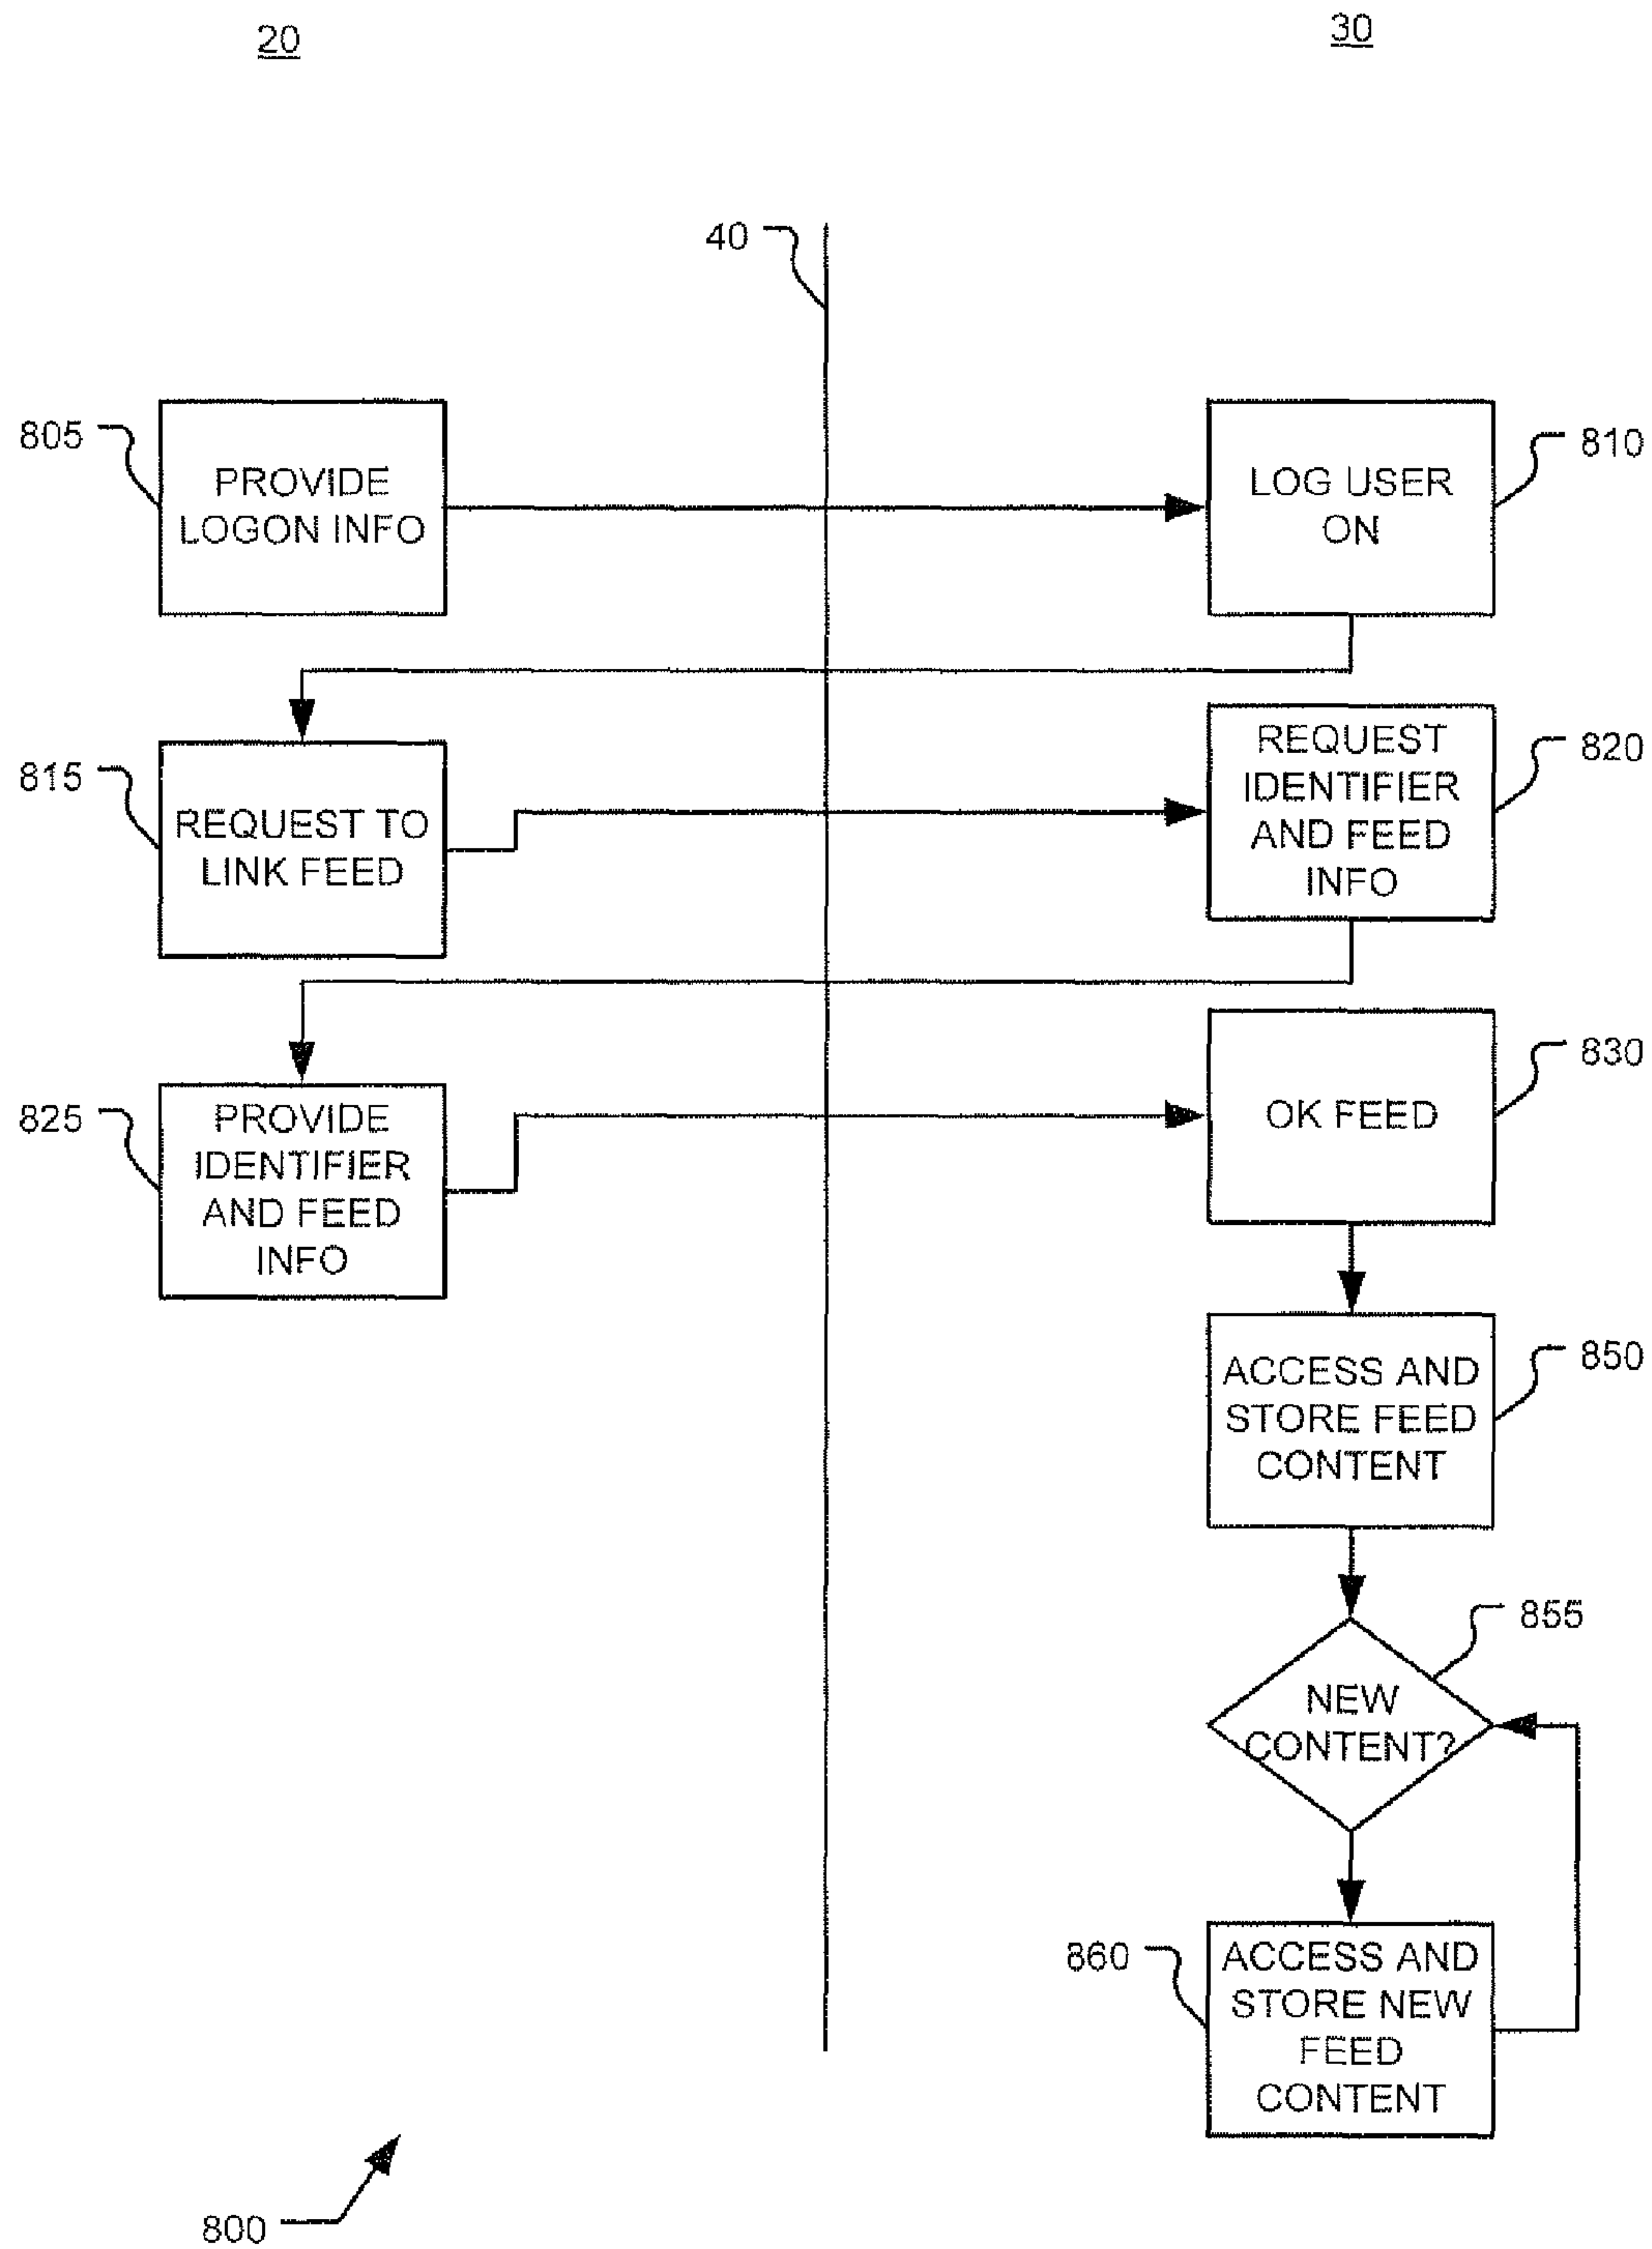 20
30
40
805
PROVIDE
LOGON INFO
LOG USER
ON
810
815
REQUEST TO
LINK FEED
REQUEST
IDENTIFIER
AND FEED
INFO
820
825
PROVIDE
IDENTIFIER
AND FEED
INFO
OK FEED
830
ACCESS AND
STORE FEED
CONTENT
850
855
NEW
CONTENT?
860
ACCESS AND
STORE NEW
FEED
CONTENT
800